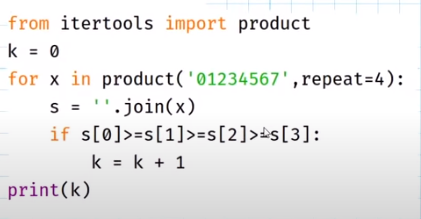 from itertools import product
k = 0
for x in product('01234567',repeat=4):
    s = ''.join(x)
    if s[0]>=s[1]>=s[2]>=s[3]:
        k = k + 1
print(k)